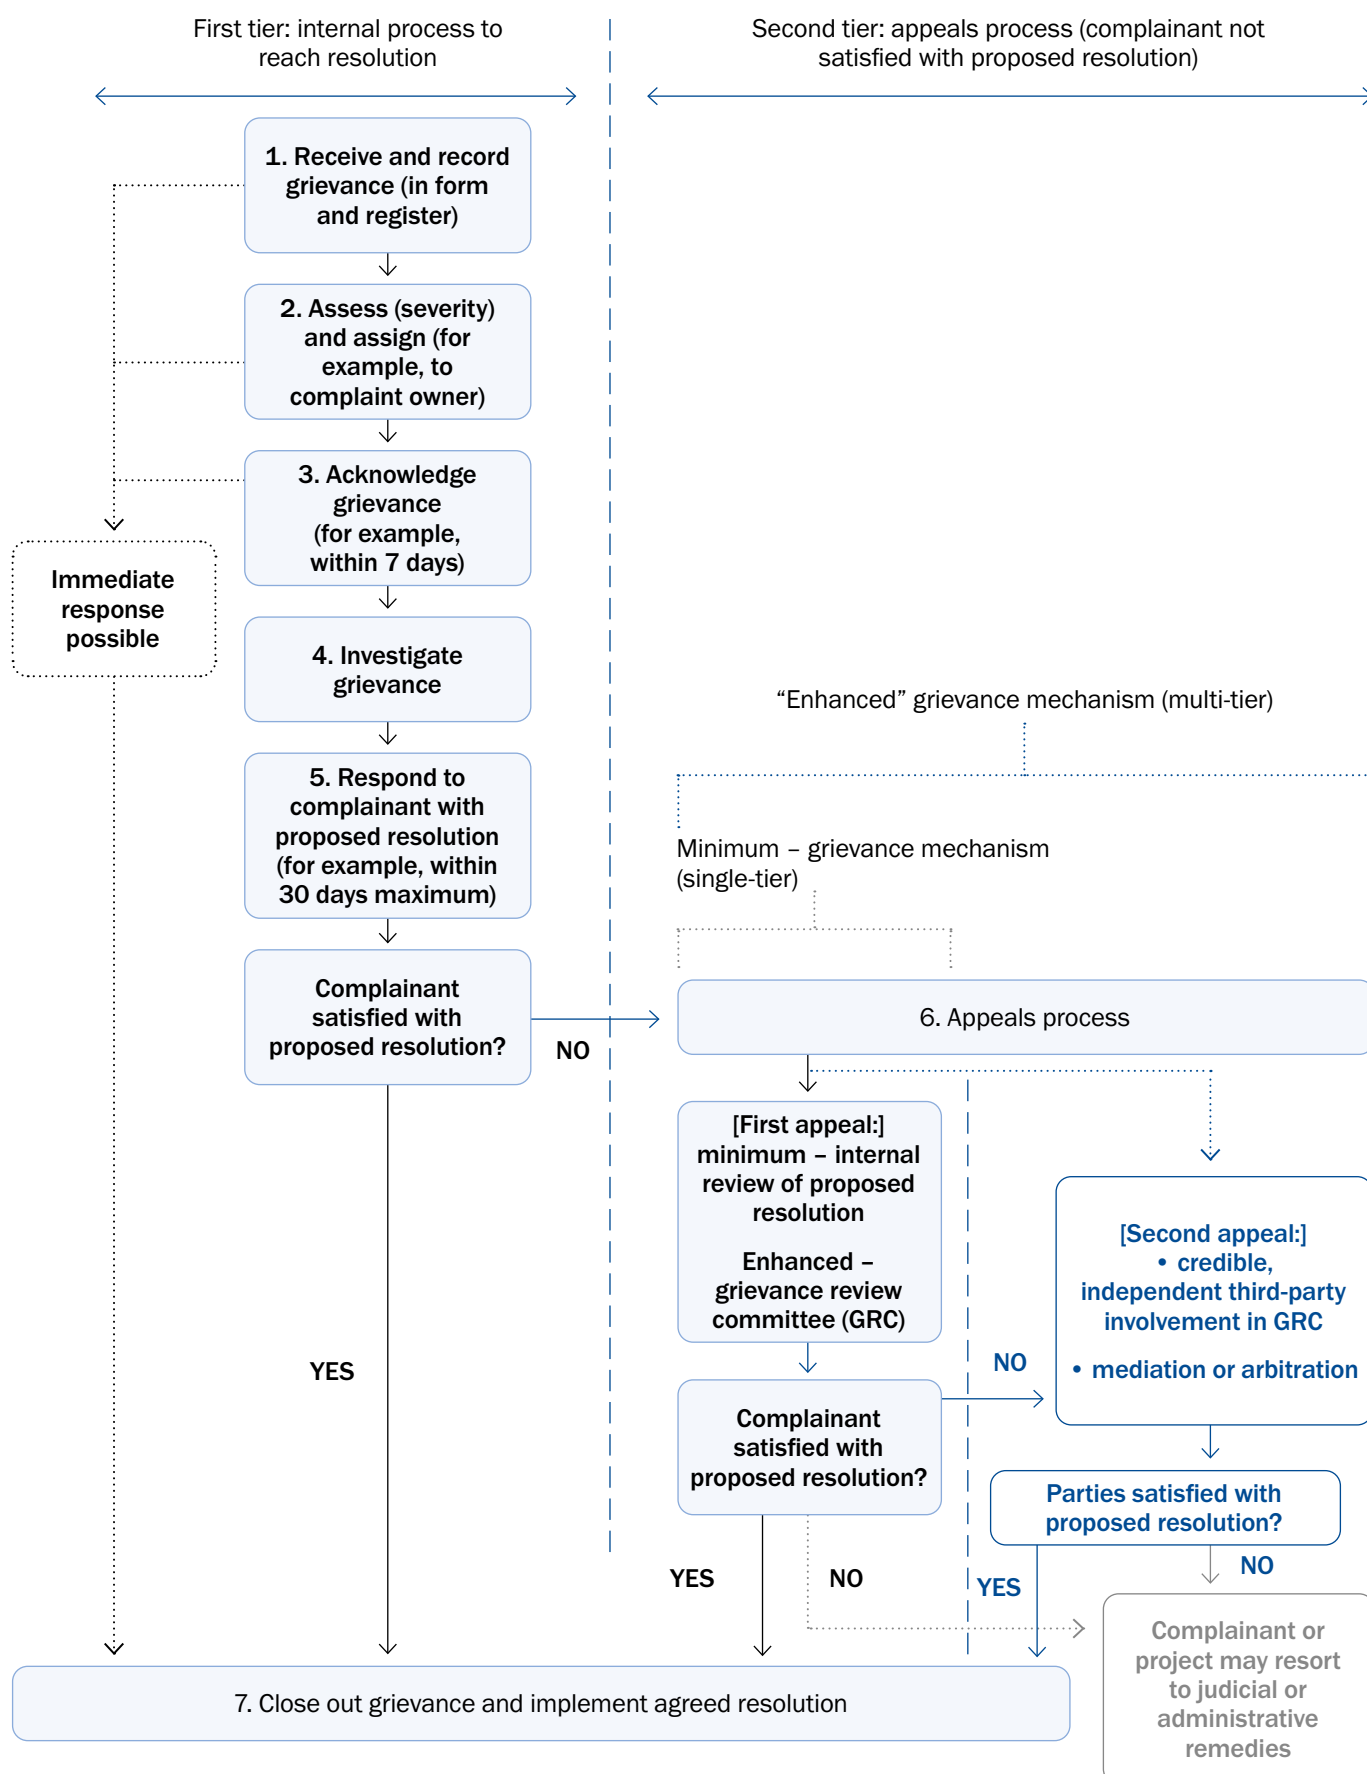 First tier: internal process to
reach resolution
Second tier: appeals process (complainant not
satisfied with proposed resolution)
1. Receive and record
grievance (in form
and register)
2. Assess (severity)
and assign (for
example, to
complaint owner)
3. Acknowledge
grievance
(for example,
within 7 days)
Immediate
response
possible
4. Investigate
grievance
5. Respond to
complainant with
proposed resolution
(for example, within
30 days maximum)
Complainant
satisfied with
proposed resolution?
NO
YES
“Enhanced” grievance mechanism (multi-tier)
Minimum – grievance mechanism
(single-tier)
6. Appeals process
[First appeal:]
minimum – internal
review of proposed
resolution
Enhanced –
grievance review
committee (GRC)
NO
Complainant
satisfied with
proposed resolution?
YES
NO
[Second appeal:]
• credible,
independent third-party
involvement in GRC
• mediation or arbitration
Parties satisfied with
proposed resolution?
YES
NO
Complainant or
project may resort
to judicial or
administrative
remedies
7. Close out grievance and implement agreed resolution